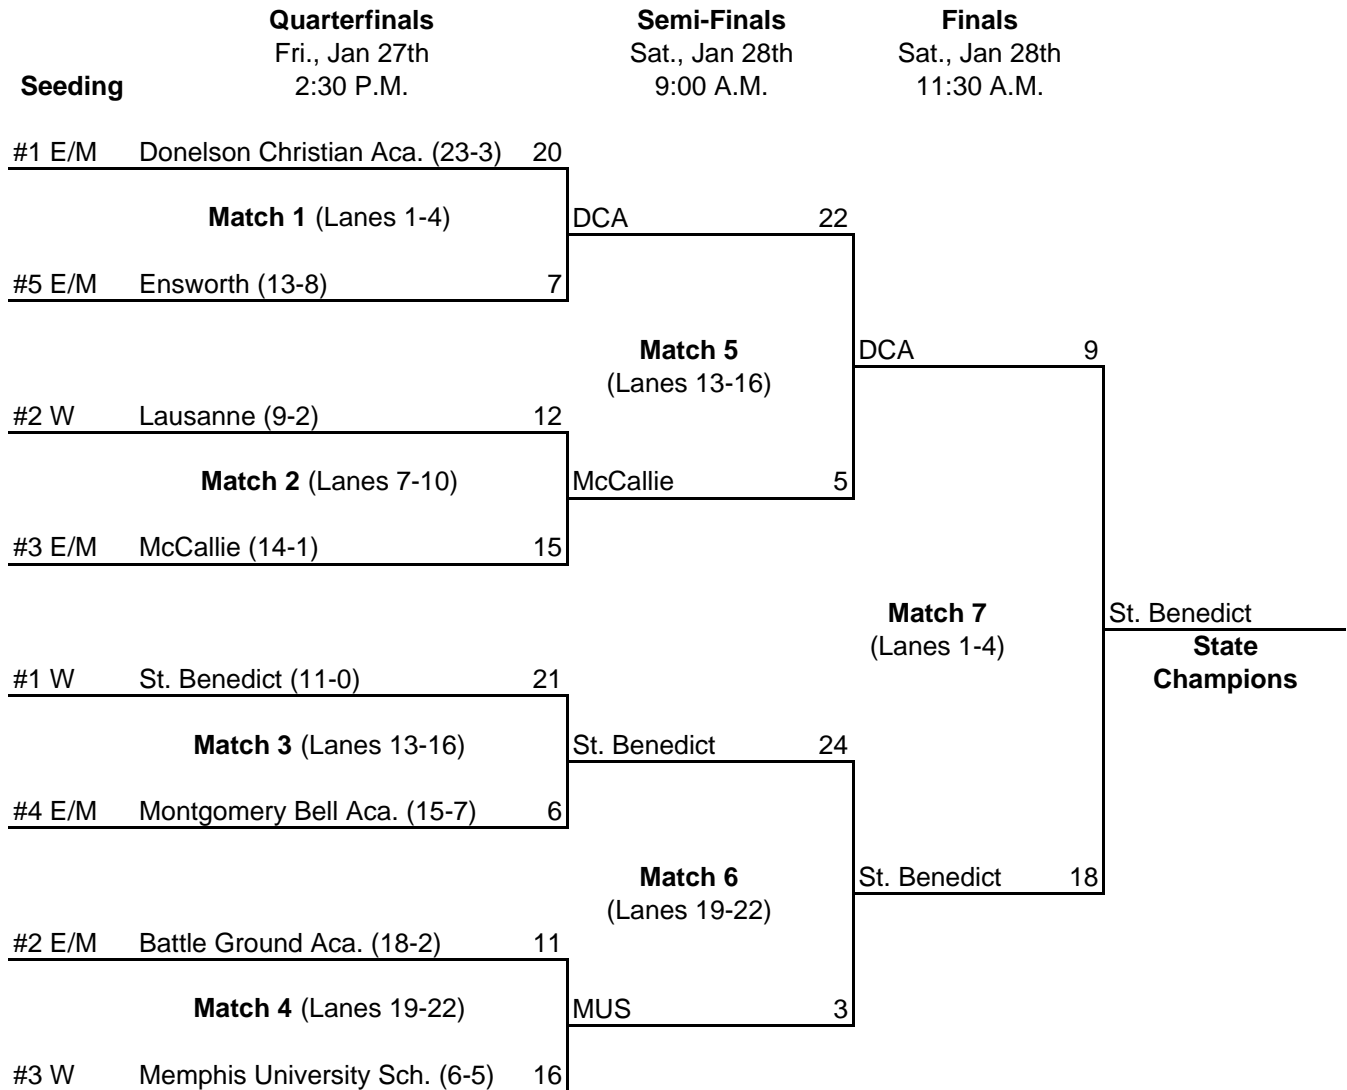 Quarterfinals Semi-Finals Finals
Fri., Jan 27th Sat., Jan 28th Sat., Jan 28th
Seeding 2:30 P.M. 9:00 A.M. 11:30 A.M.
#1 E/M Donelson Christian Aca. (23-3) 20
Match 1 (Lanes 1-4) DCA 22
#5 E/M Ensworth (13-8) 7
Match 5 DCA 9
(Lanes 13-16)
#2 W Lausanne (9-2) 12
Match 2 (Lanes 7-10) McCallie 5
#3 E/M McCallie (14-1) 15
Match 7 St. Benedict
(Lanes 1-4) State
#1 W St. Benedict (11-0) 21 Champions
Match 3 (Lanes 13-16) St. Benedict 24
#4 E/M Montgomery Bell Aca. (15-7) 6
Match 6 St. Benedict 18
(Lanes 19-22)
#2 E/M Battle Ground Aca. (18-2) 11
Match 4 (Lanes 19-22) MUS 3
#3 W Memphis University Sch. (6-5) 16